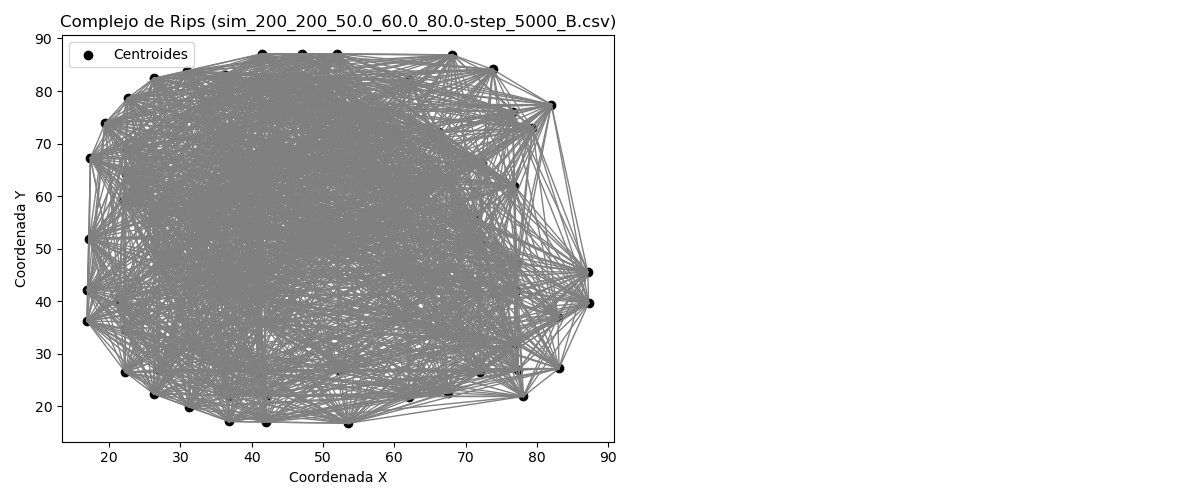 Complejo de Rips (sim_200_200_50.0_60.0_80.0-step_5000_B.csv)
Centroides
Coordenada Y
90
80
70
60
50
40
30
20
20 30 40 50 60 70 80 90
Coordenada X